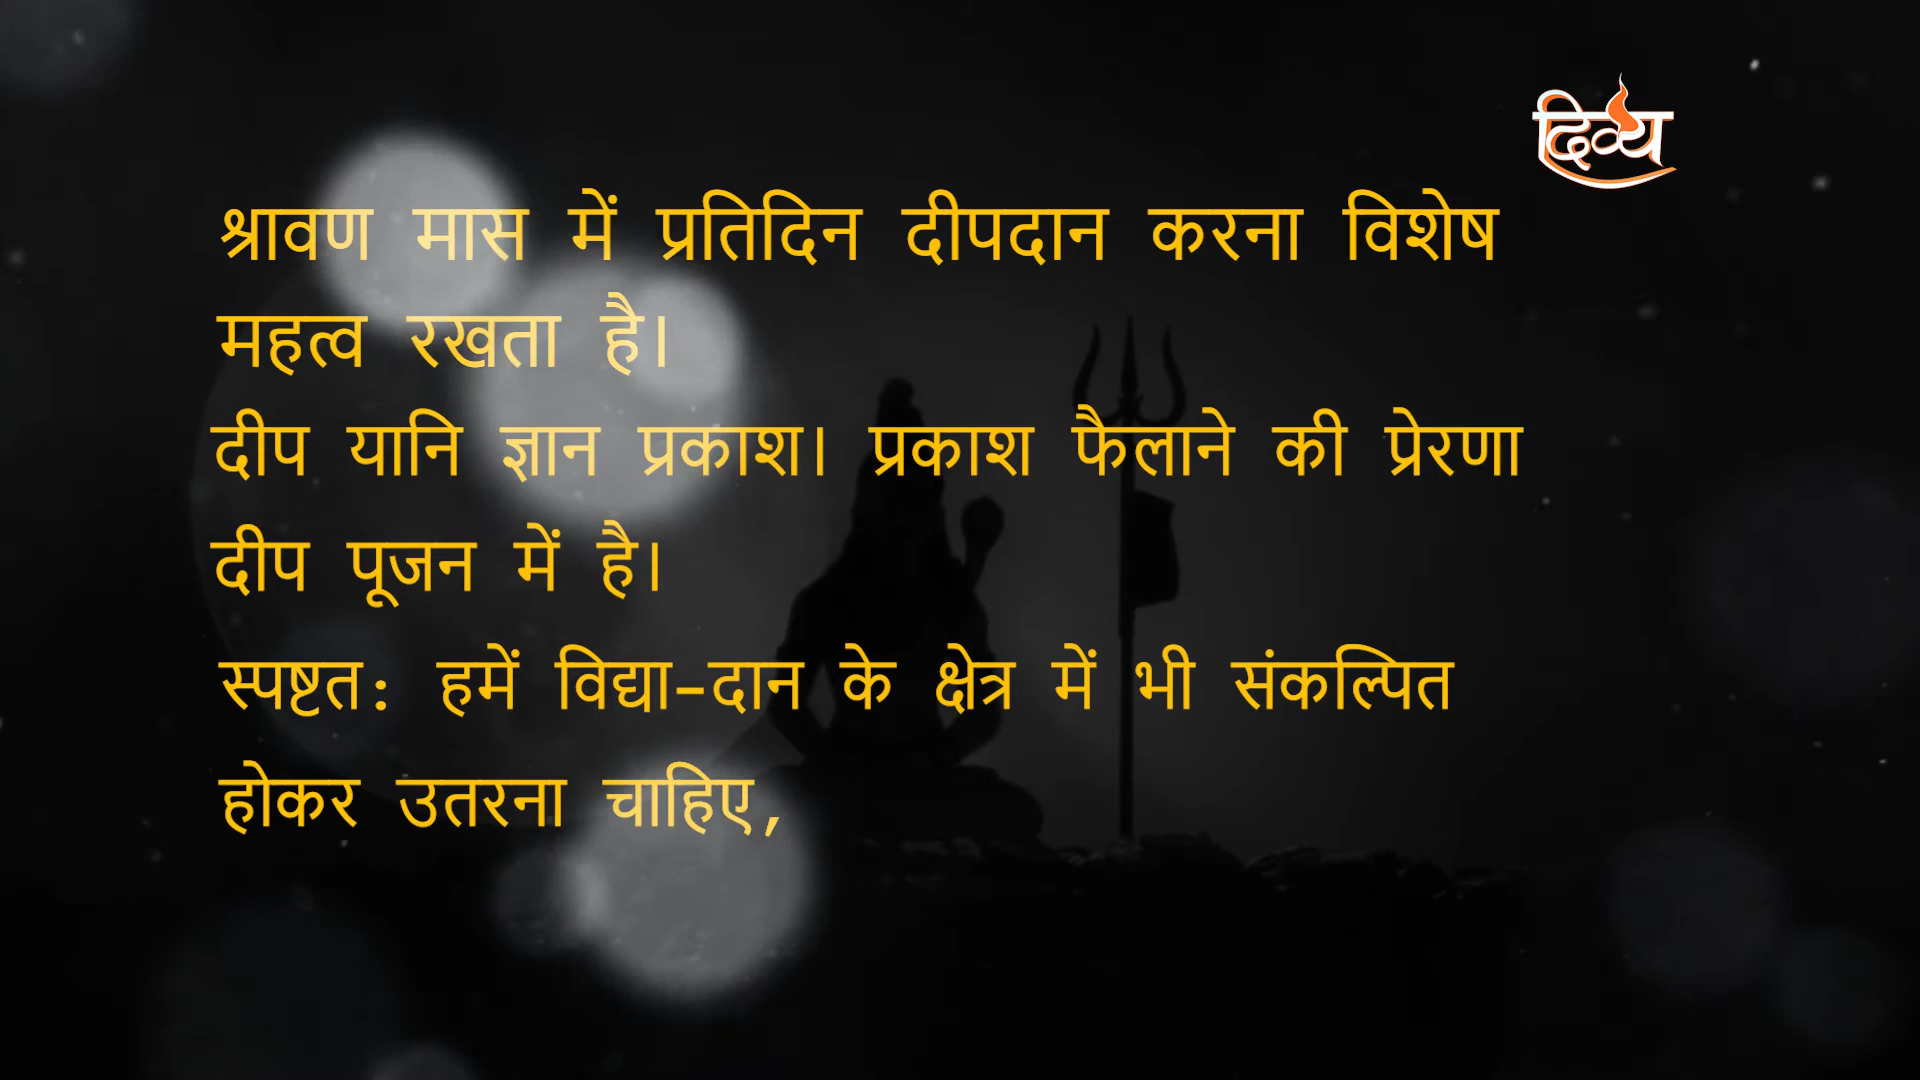 दिव्य
श्रावण मास में प्रतिदिन दीपदान करना विशेष
महत्व रखता है।
दीप यानि ज्ञान प्रकाश। प्रकाश फैलाने की प्रेरणा
दीप पूजन में है।
स्पष्टत: हमें विद्या-दान के क्षेत्र में भी संकल्पित
होकर उतरना चाहिए,